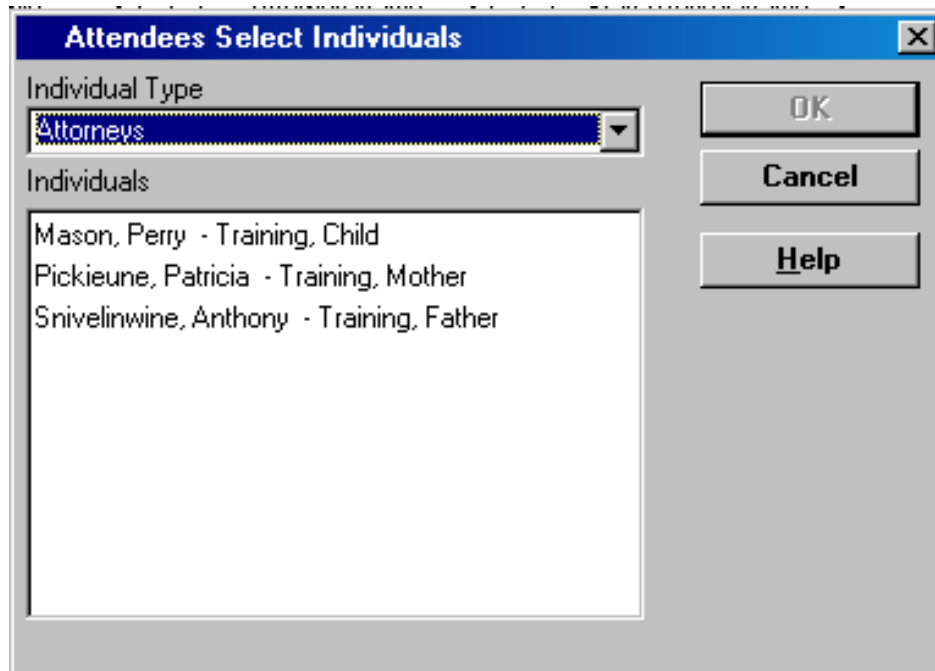 Attendees Select Individuals
Individual Type
Attorneys
Individuals
Mason, Perry - Training, Child
Pickieune, Patricia - Training, Mother
Snivelinwine, Anthony - Training, Father
OK
Cancel
Help